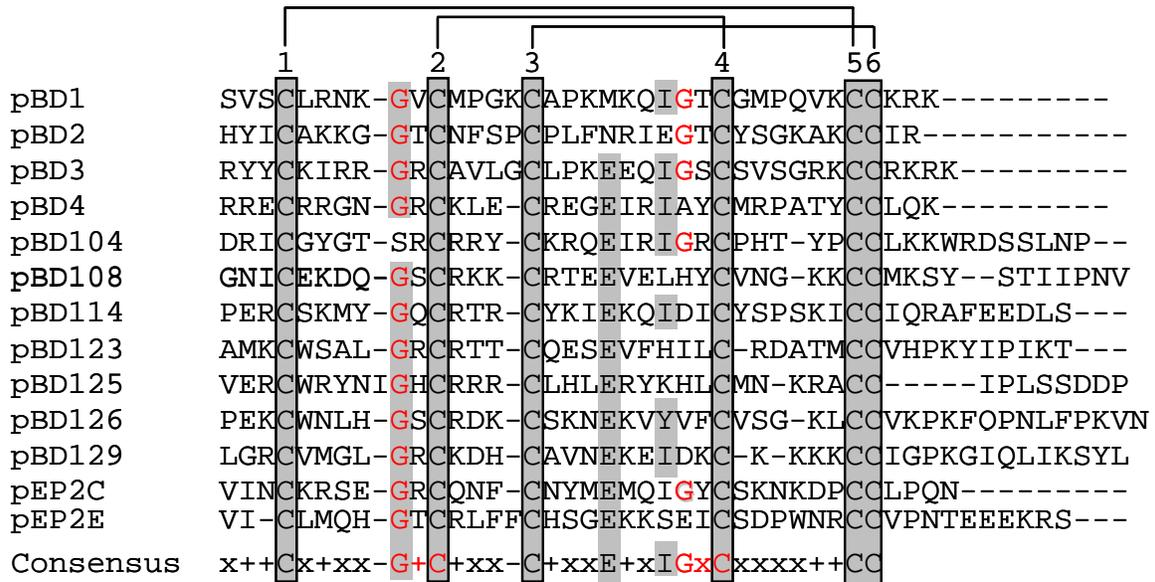 1 2 3 4 56
pBD1 SVSCLRNK-GVCMPGKCAPKMKQIGTCGMPQVKCCKRK---------
pBD2 HYICAKKG-GTCNFSPCPLFNRIEGTCYSGKAKCCIR-----------
pBD3 RYYCKIRR-GRCAVLGCLPKEEQIGSCSVSGRKCCRKRK---------
pBD4 RRECRRGN-GRCKLE-CREGEIRIAYCMRPATYCCLQK---------
pBD104 DRICGYGT-SRCRRY-CKRQEIRIGRCPHT-YPCCLKKWRDSSLNP--
pBD108 GNICEKDQ-GSCRKK-CRTEEVELHYCVNG-KKCCMKSY--STIIPNV
pBD114 PERCSKMY-GQCRTR-CYKIEKQIDICYSPSKICCIQRAFEEDLS---
pBD123 AMKCWSAL-GRCRTT-CQESEVFHILC-RDATMCCVHPKYIPIKT---
pBD125 VERCWRYNIGHCRRR-CLHLERYKHLCMN-KRACC-----IPLSSDDP
pBD126 PEKCWNLH-GSCRDK-CSKNEKVYVFCVSG-KLCCVKPKFQPNLFPKVN
pBD129 LGRCVMGL-GRCKDH-CAVNEKEIDKC-K-KKKCCIGPKGIQLIKSYL
pEP2C VINCKRSE-GRCQNF-CNYMEMQIGYCSKNKDPCCLPQN---------
pEP2E VI-CLMQH-GTCRLFFCHSGEKKSEICSDPWNRCCVPNTEEEKRS---
Consensus x++Cx+xx-G+C+xx-C+xxE+xIGxCxxxx++CC